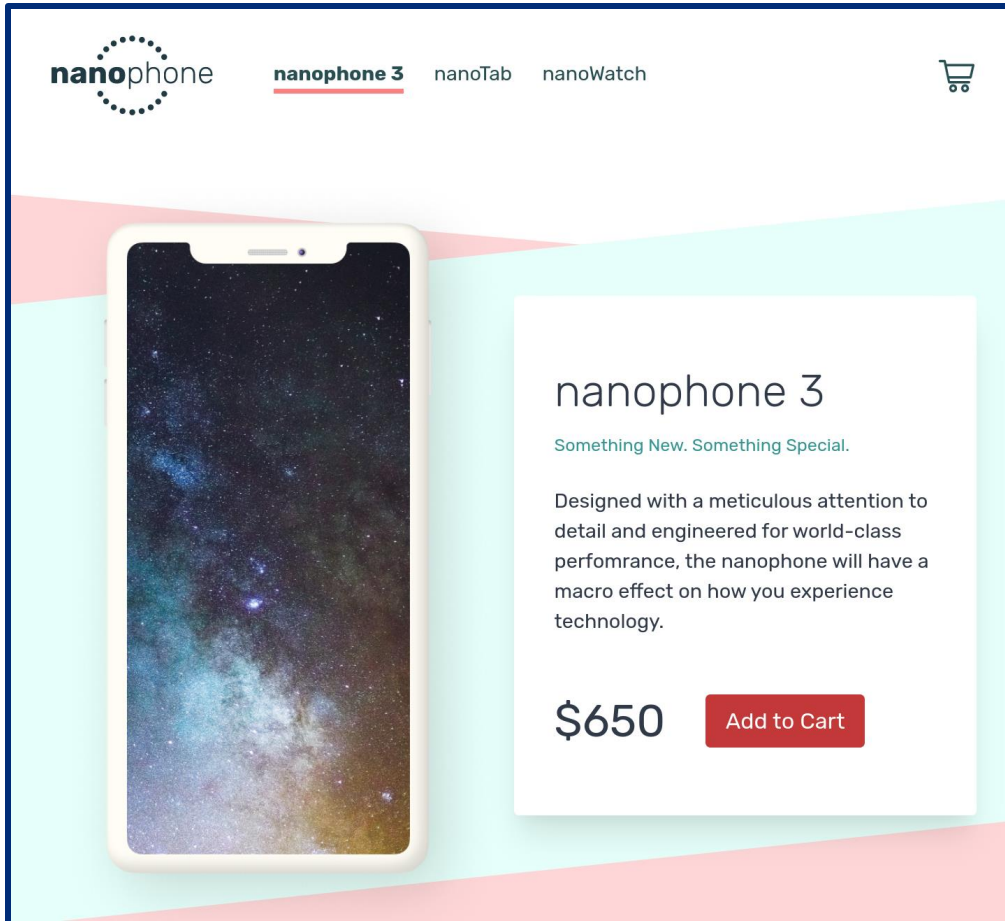 nanophone
nanophone 3 nanoTab nanoWatch
nanophone 3
Something New. Something Special.
Designed with a meticulous attention to
detail and engineered for world-class
perfomrance, the nanophone will have a
macro effect on how you experience
technology.
$650 Add to Cart